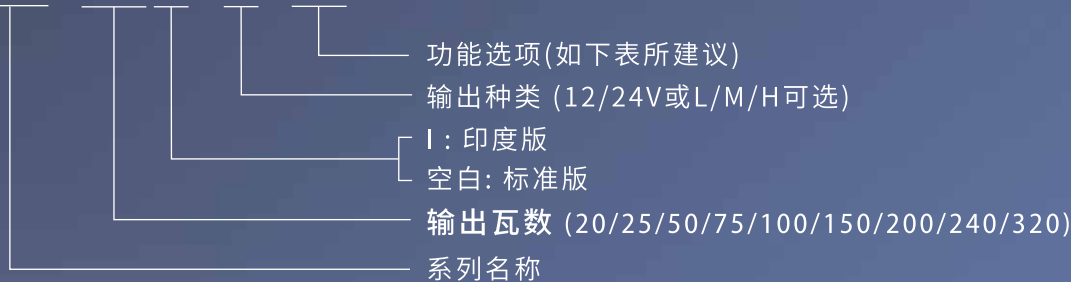 功能选项(如下表所建议)
输出种类 (12/24V或L/M/H可选)
I : 印度版
空白: 标准版
输出瓦数 (20/25/50/75/100/150/200/240/320)
系列名称